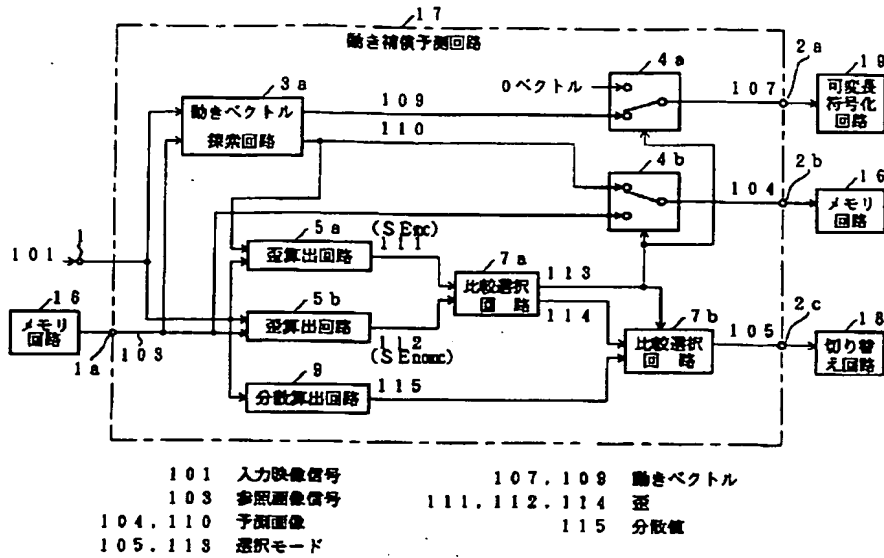 17
動き補償予測回路
3a
動きベクトル
探索回路
109
110
0ベクトル
4a
107
2a
19
可変長
符号化
回路
4b
104
2b
16
メモリ
回路
1
101
5a
歪算出回路
(SEmc)
111
7a
比較選択
回路
113
114
16
メモリ
回路
1a
103
5b
歪算出回路
112
(SEnomc)
7b
比較選択
回路
105
2c
18
切り替
え回路
9
分散算出回路
115
101 入力映像信号
103 参照画像信号
104,110 予測画像
105,113 選択モード
107,109 動きベクトル
111,112,114 歪
115 分散値